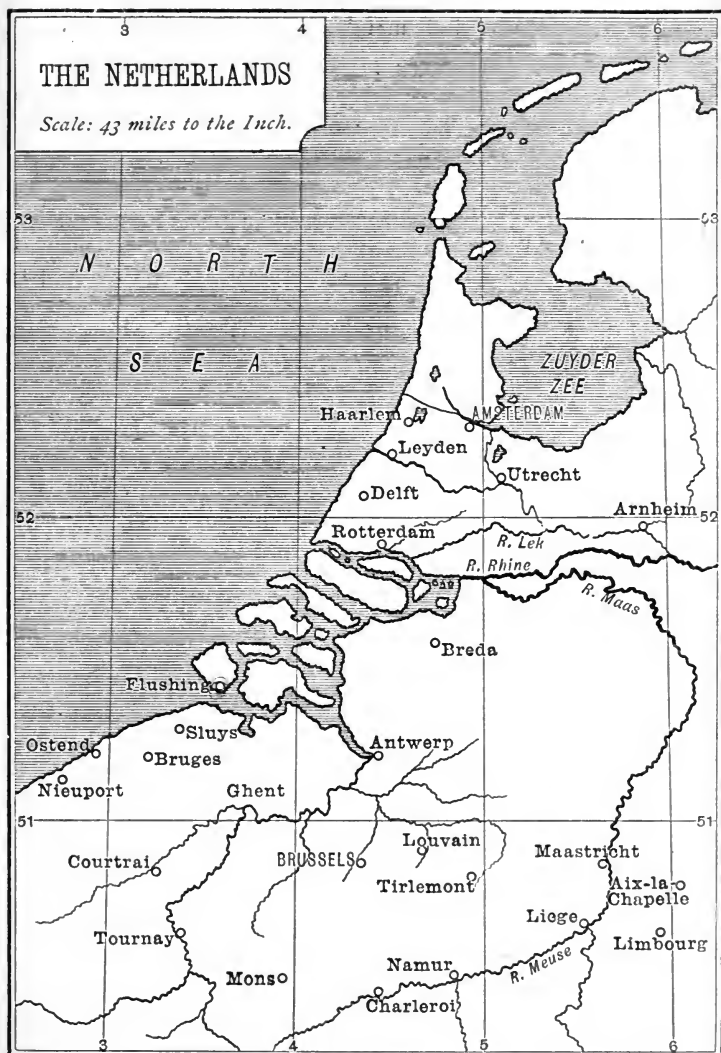 3 4 5 6
THE NETHERLANDS
Scale: 43 miles to the Inch.
53 53
N O R T H
S E A
ZUYDER
ZEE
Haarlem
AMSTERDAM
Leyden
Utrecht
Delft
Arnheim
52 52
Rotterdam
R. Lek
R. Rhine
R. Maas
Breda
Flushing
Sluys
Ostend
Bruges
Antwerp
Nieuport
Ghent
51 51
Louvain
Courtrai
BRUSSELS
Maastricht
Tirlemont
Aix-la
Chapelle
Liege
Tournay
Limbourg
R. Meuse
Namur
Mons
Charleroi
3 4 5 6